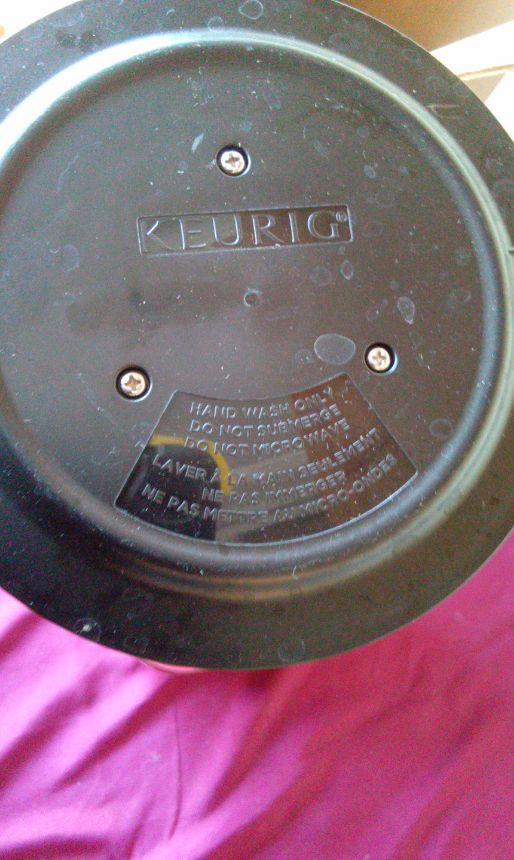 KEURIG®
HAND WASH ONLY
DO NOT SUBMERGE
DO NOT MICROWAVE
LAVER À LA MAIN SEULEMENT
NE PAS IMMERGER
NE PAS METTRE AU MICRO-ONDES